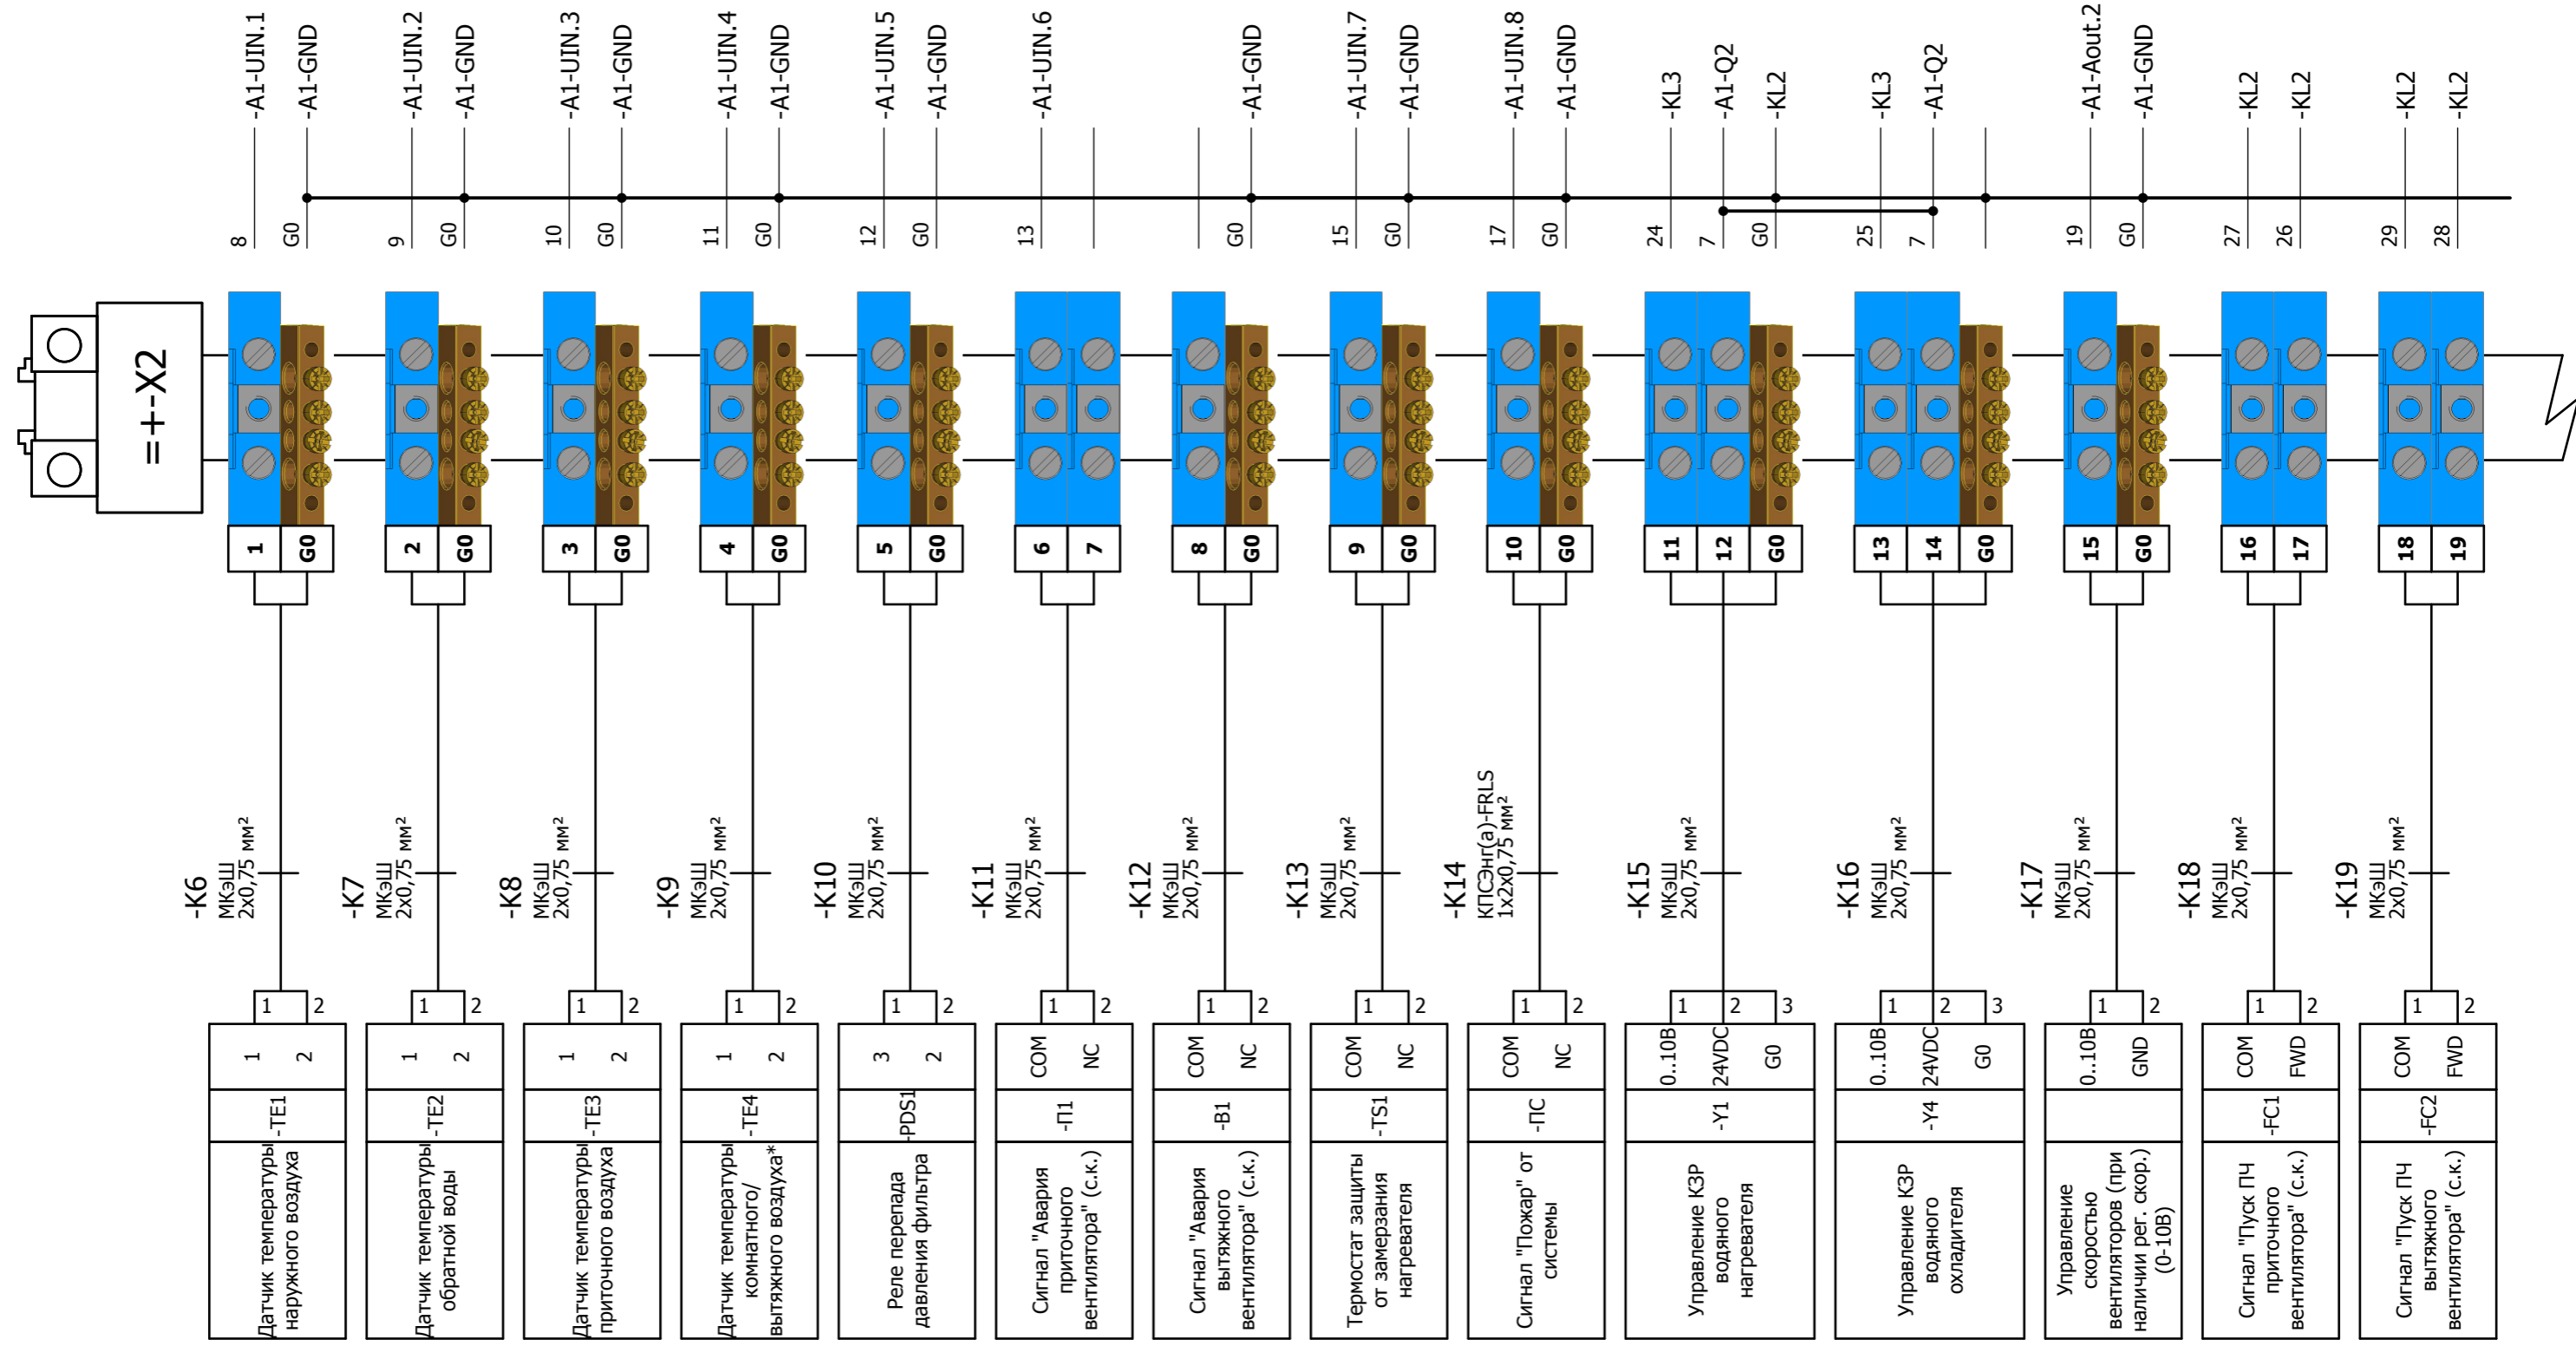 -A1-UIN.1
-A1-GND
-A1-UIN.2
-A1-GND
-A1-UIN.3
-A1-GND
-A1-UIN.4
-A1-GND
-A1-UIN.5
-A1-GND
-A1-UIN.6
-A1-GND
-A1-UIN.7
-A1-GND
-A1-UIN.8
-A1-GND
-KL3
-A1-Q2
-KL2
-KL3
-A1-Q2
-A1-Aout.2
-A1-GND
-KL2
-KL2
-KL2
-KL2
8
G0
9
G0
10
G0
11
G0
12
G0
13
G0
15
G0
17
G0
24
7
G0
25
7
19
G0
27
26
29
28
=+-X2
1
G0
2
G0
3
G0
4
G0
5
G0
6
7
8
G0
9
G0
10
G0
11
12
G0
13
14
G0
15
G0
16
17
18
19
-К6
МКэШ
2х0,75 мм²
-К7
МКэШ
2х0,75 мм²
-К8
МКэШ
2х0,75 мм²
-К9
МКэШ
2х0,75 мм²
-К10
МКэШ
2х0,75 мм²
-К11
МКэШ
2х0,75 мм²
-К12
МКэШ
2х0,75 мм²
-К13
МКэШ
2х0,75 мм²
-К14
КПСЭнг(а)-FRLS
1х2х0,75 мм²
-К15
МКэШ
2х0,75 мм²
-К16
МКэШ
2х0,75 мм²
-К17
МКэШ
2х0,75 мм²
-К18
МКэШ
2х0,75 мм²
-К19
МКэШ
2х0,75 мм²
1 2
1 2
1 2
1 2
1 2
1 2
1 2
1 2
1 2
1 2 3
1 2 3
1 2
1 2
1 2
1
2
-TE1
Датчик температуры
наружного воздуха
1
2
-TE2
Датчик температуры
обратной воды
1
2
-TE3
Датчик температуры
приточного воздуха
1
2
-TE4
Датчик температуры
комнатного/
вытяжного воздуха*
3
2
-PDS1
Реле перепада
давления фильтра
COM
NC
-П1
Сигнал "Авария
приточного
вентилятора" (с.к.)
COM
NC
-В1
Сигнал "Авария
вытяжного
вентилятора" (с.к.)
COM
NC
-TS1
Термостат защиты
от замерзания
нагревателя
COM
NC
-ПС
Сигнал "Пожар" от
системы
0..10В
24VDC
G0
-Y1
Управление КЗР
водяного
нагревателя
0..10В
24VDC
G0
-Y4
Управление КЗР
водяного
охладителя
0..10В
GND
Управление
скоростью
вентиляторов (при
наличии рег. скор.)
(0-10В)
COM
FWD
-FC1
Сигнал "Пуск ПЧ
приточного
вентилятора" (с.к.)
COM
FWD
-FC2
Сигнал "Пуск ПЧ
вытяжного
вентилятора" (с.к.)